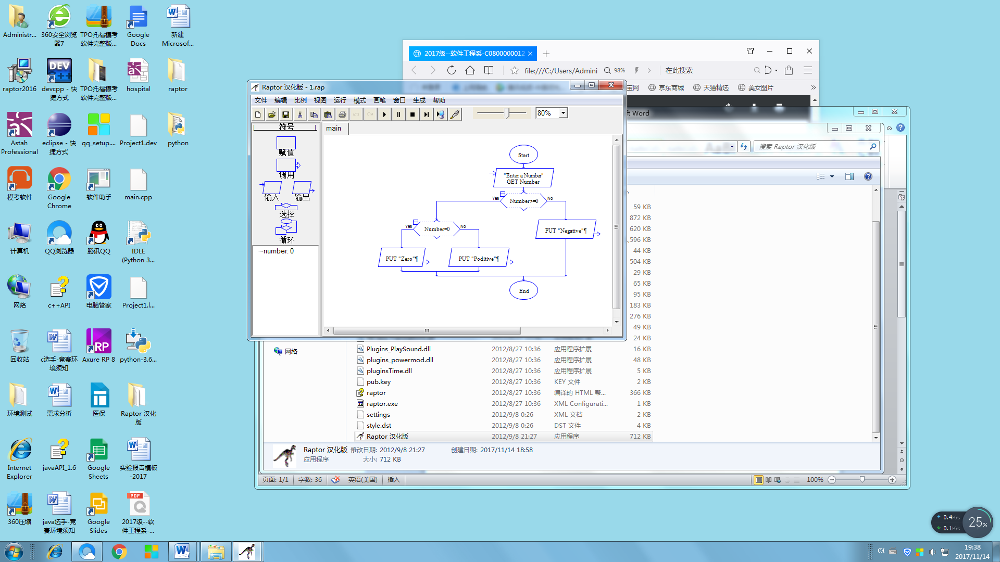 Administr...
360安全浏览
器7
TPO托福模考
软件完整版...
Google
Docs
新建
Microsof...
raptor2016
devcpp - 快
捷方式
TPO托福模考
软件完整版...
hospital
raptor
Astah
Professional
eclipse - 快
捷方式
qq_setup....
Project1.dev
python
模考软件
Google
Chrome
软件助手
main.cpp
计算机
QQ浏览器
腾讯QQ
IDLE
(Python 3...
网络
c++API
电脑管家
Project1.l...
回收站
c选手-竞赛环
境须知
Axure RP 8
python-3.6...
环境测试
需求分析
医保
Raptor 汉化
版
Internet
Explorer
javaAPI_1.6
Google
Sheets
实验报告模板
-2017
360压缩
java选手-竞
赛环境须知
Google
Slides
2017级--软
件工程系-...
2017级--软件工程系-C0800000012
file:///C:/Users/Admini
98%
在此搜索
宝网
京东商城
天猫精选
美女图片
ft Word
搜索 Raptor 汉化版
Raptor 汉化版 - 1.rap
文件 编辑 比例 视图 运行 模式 画笔 窗口 生成 帮助
80%
符号
main
赋值
调用
输入 输出
选择
循环
number: 0
Start
"Enter a Number"
GET Number
Yes
Number>=0
No
Yes
Number=0
No
PUT "Negative"¶
PUT "Zero"¶
PUT "Poditive"¶
End
59 KB
872 KB
620 KB
,596 KB
44 KB
504 KB
29 KB
65 KB
95 KB
183 KB
276 KB
49 KB
24 KB
网络
Plugins_PlaySound.dll 2012/8/27 10:36 应用程序扩展 16 KB
plugins_powermod.dll 2012/8/27 10:36 应用程序扩展 48 KB
pluginsTime.dll 2012/8/27 10:36 应用程序扩展 5 KB
pub.key 2012/8/27 10:36 KEY 文件 2 KB
raptor 2012/8/27 10:36 编译的 HTML 帮... 366 KB
raptor.exe 2012/8/27 10:36 XML Configurati... 1 KB
settings 2012/9/8 0:26 XML 文档 2 KB
style.dst 2012/9/8 0:26 DST 文件 4 KB
Raptor 汉化版 2012/9/8 21:27 应用程序 712 KB
Raptor 汉化版 修改日期: 2012/9/8 21:27 创建日期: 2017/11/14 18:58
应用程序 大小: 712 KB
页面: 1/1 字数: 36 英语(美国) 插入 100%
0.4K/s
0.1K/s
25%
CH
19:38
2017/11/14